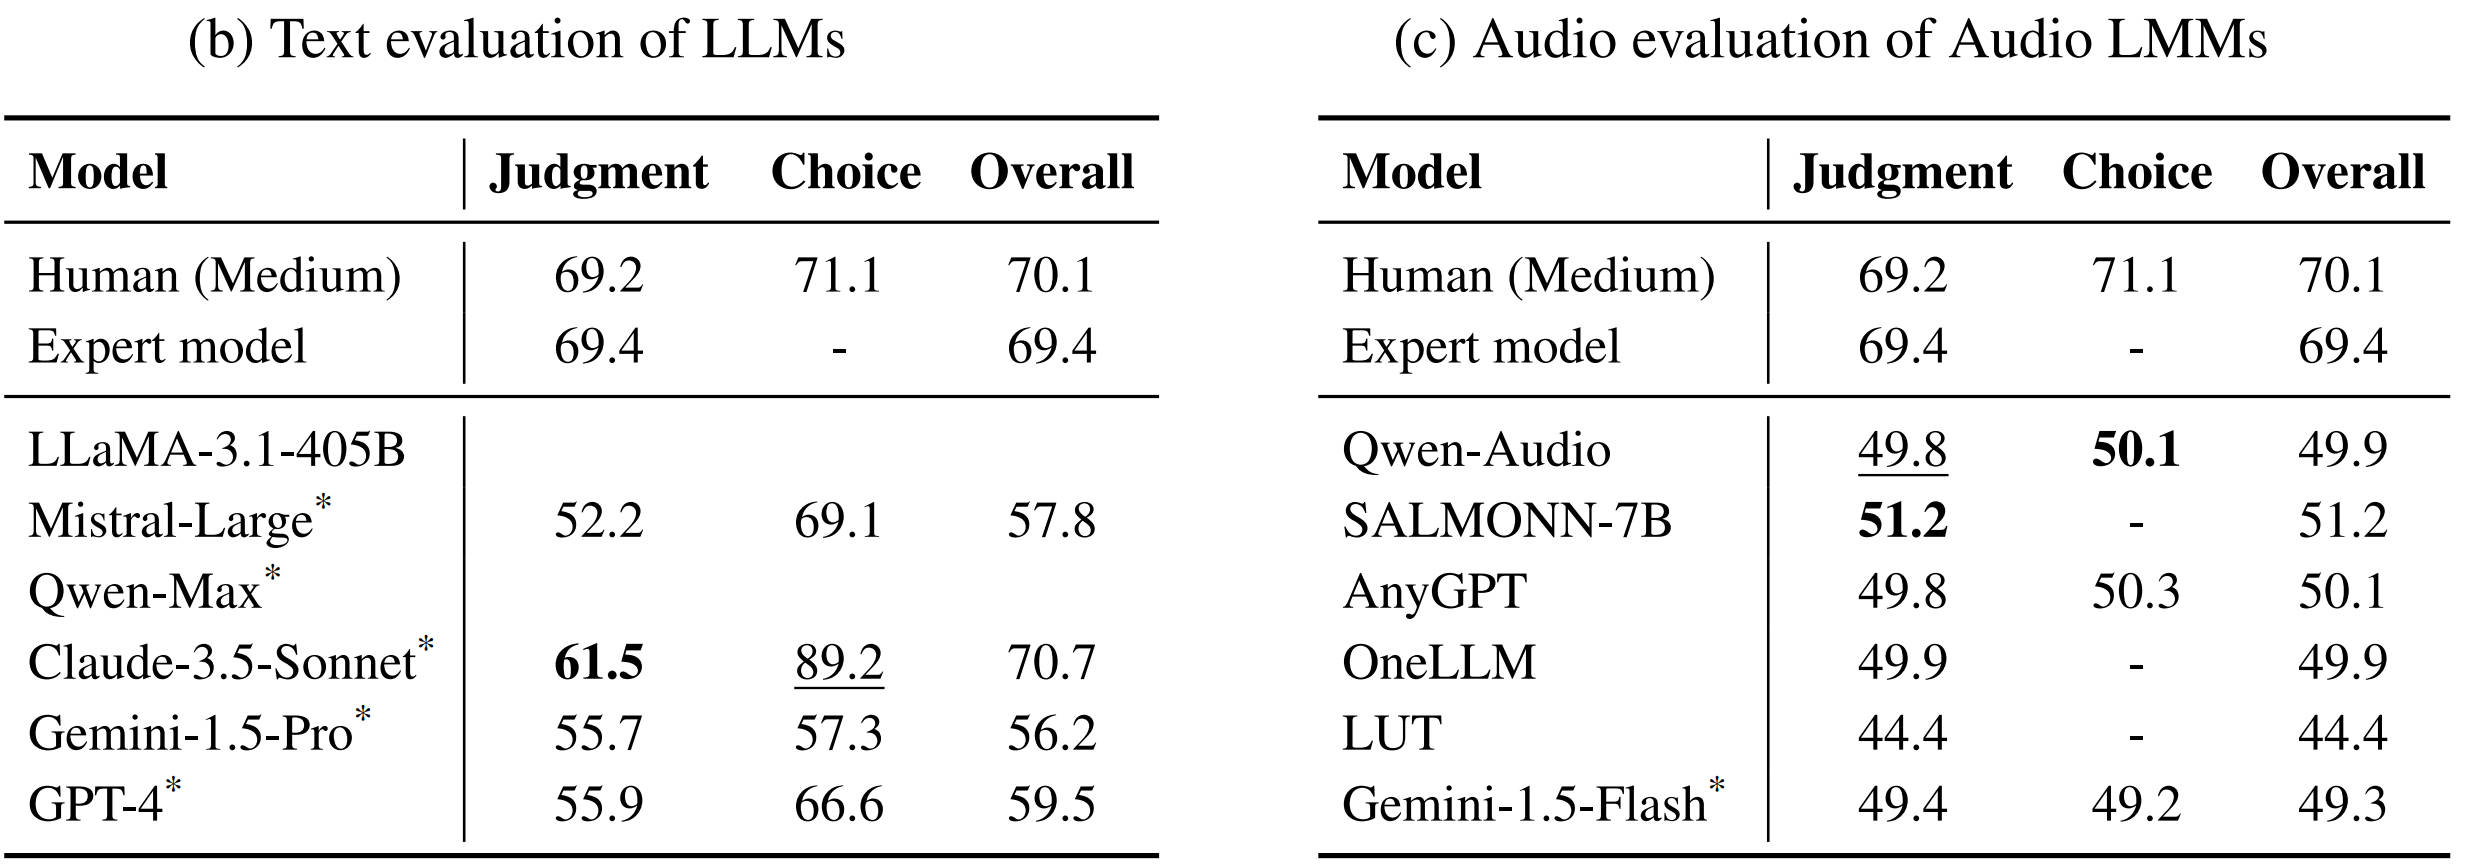 (b) Text evaluation of LLMs
Model Judgment Choice Overall
Human (Medium) 69.2 71.1 70.1
Expert model 69.4 - 69.4
LLaMA-3.1-405B
Mistral-Large* 52.2 69.1 57.8
Qwen-Max*
Claude-3.5-Sonnet* 61.5 89.2 70.7
Gemini-1.5-Pro* 55.7 57.3 56.2
GPT-4* 55.9 66.6 59.5
(c) Audio evaluation of Audio LMMs
Model Judgment Choice Overall
Human (Medium) 69.2 71.1 70.1
Expert model 69.4 - 69.4
Qwen-Audio 49.8 50.1 49.9
SALMONN-7B 51.2 - 51.2
AnyGPT 49.8 50.3 50.1
OneLLM 49.9 - 49.9
LUT 44.4 - 44.4
Gemini-1.5-Flash* 49.4 49.2 49.3